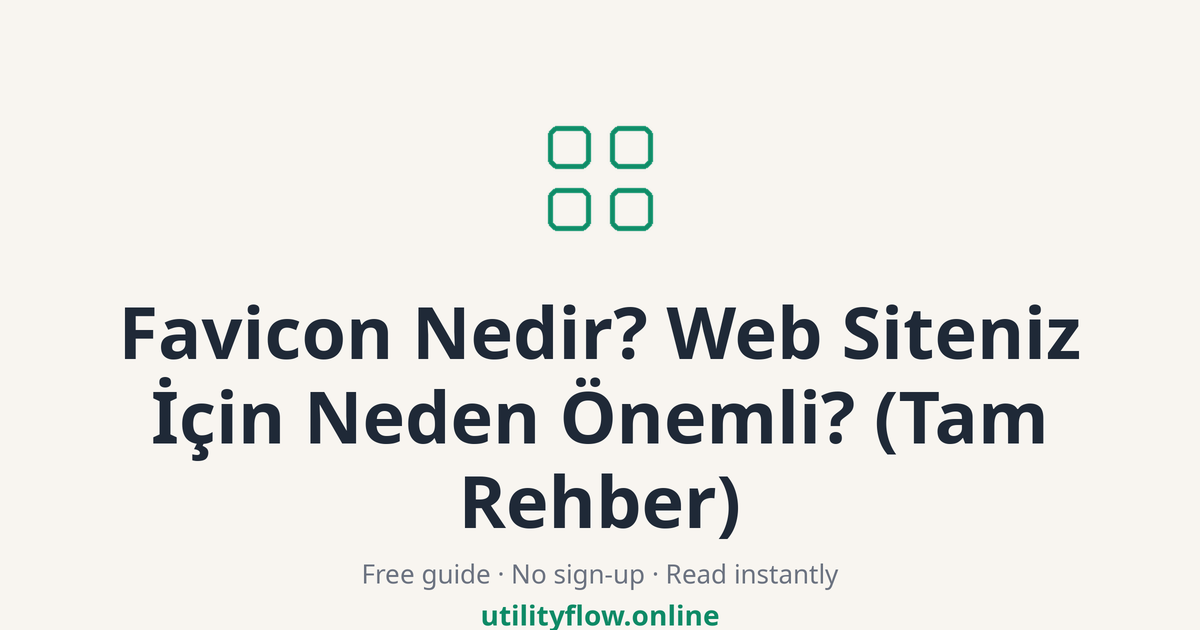 Favicon Nedir? Web Siteniz
İçin Neden Önemli? (Tam
Rehber)
Free guide · No sign-up · Read instantly
utilityflow.online